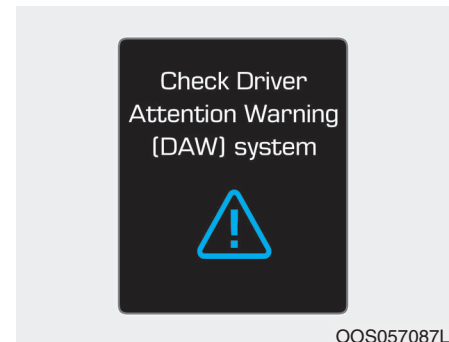 Check Driver
Attention Warning
(DAW) system
OOS057087L